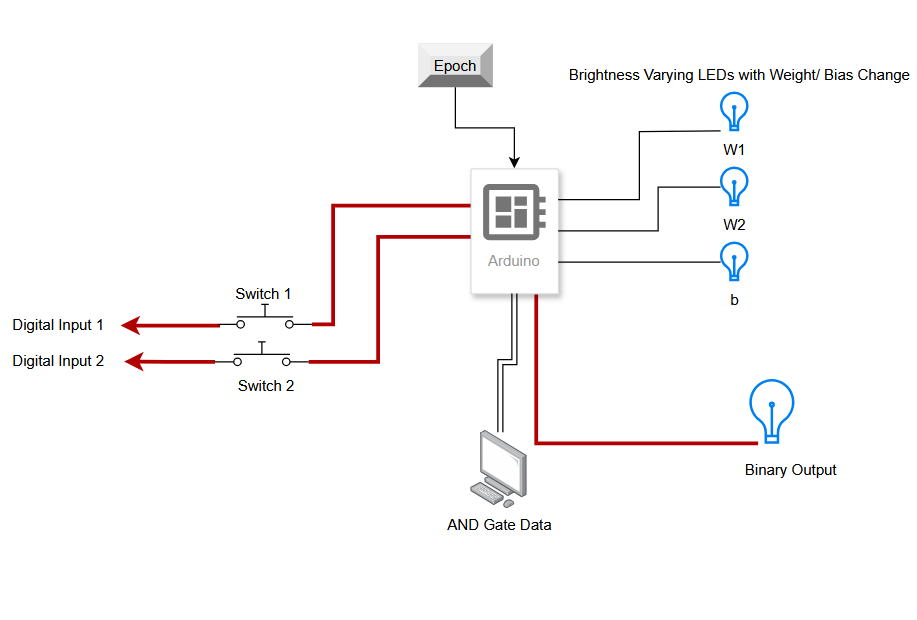 Epoch
Brightness Varying LEDs with Weight/ Bias Change
W1
W2
Arduino
b
Switch 1
Digital Input 1
Digital Input 2
Switch 2
Binary Output
AND Gate Data